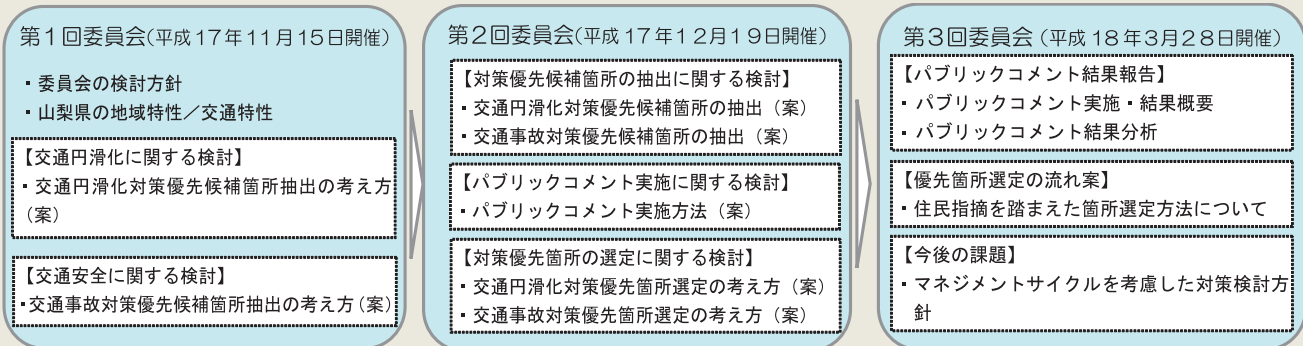 第1回委員会(平成17年11月15日開催)
・委員会の検討方針
・山梨県の地域特性／交通特性
【交通円滑化に関する検討】
・交通円滑化対策優先候補箇所抽出の考え方
（案）
【交通安全に関する検討】
・交通事故対策優先候補箇所抽出の考え方（案）
第2回委員会(平成17年12月19日開催)
【対策優先候補箇所の抽出に関する検討】
・交通円滑化対策優先候補箇所の抽出（案）
・交通事故対策優先候補箇所の抽出（案）
【パブリックコメント実施に関する検討】
・パブリックコメント実施方法（案）
【対策優先箇所の選定に関する検討】
・交通円滑化対策優先箇所選定の考え方（案）
・交通事故対策優先箇所選定の考え方（案）
第3回委員会（平成18年3月28日開催）
【パブリックコメント結果報告】
・パブリックコメント実施・結果概要
・パブリックコメント結果分析
【優先箇所選定の流れ案】
・住民指摘を踏まえた箇所選定方法について
【今後の課題】
・マネジメントサイクルを考慮した対策検討方
針